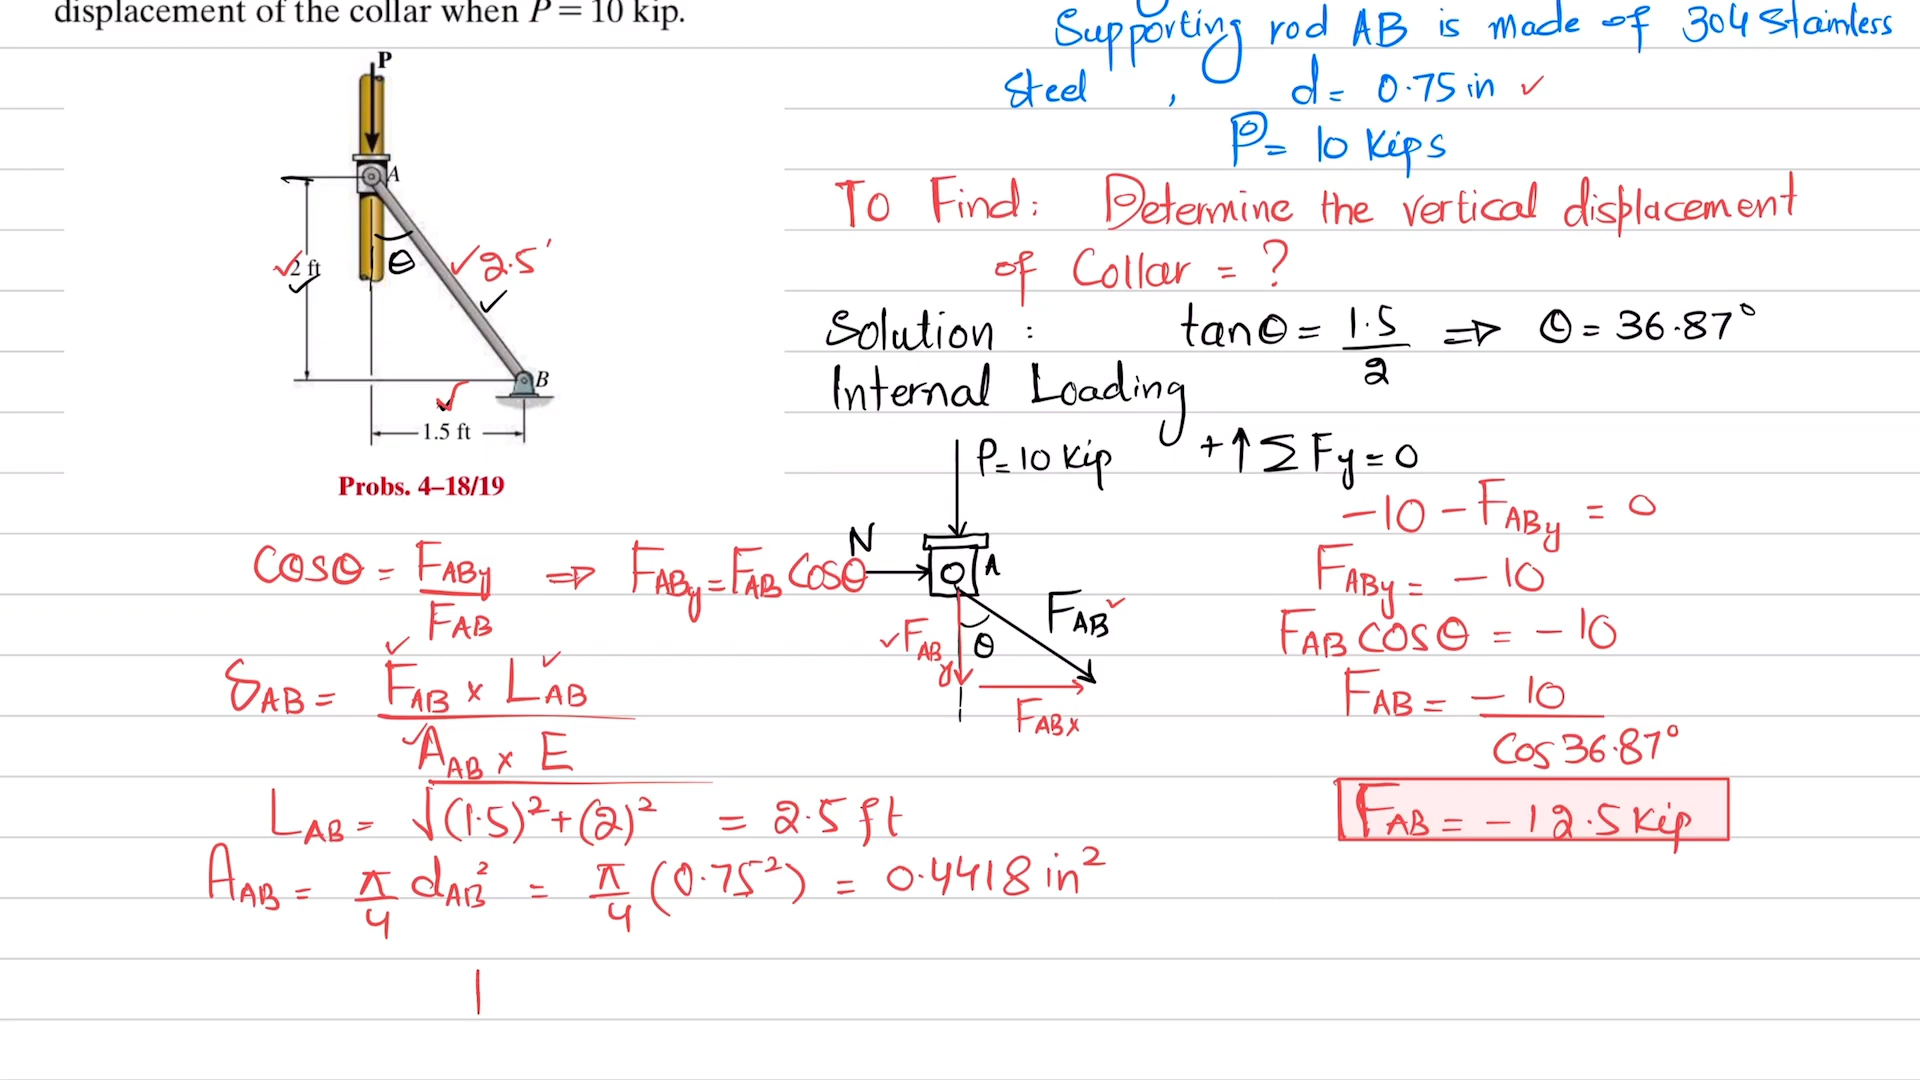 displacement of the collar when P = 10 kip.
P
A
θ
2 ft
2.5'
B
1.5 ft
Probs. 4–18/19
Supporting rod AB is made of 304 Stainless
Steel , d = 0.75 in
P = 10 kips
To Find: Determine the vertical displacement
of Collar = ?
Solution : tanθ = 1.5/2 ⇒ θ = 36.87°
Internal Loading
P = 10 kip
+↑ΣFy = 0
-10 - FABy = 0
FABy = -10
FAB cosθ = -10
FAB = -10/cos 36.87°
FAB = -12.5 kip
N
A
FAB
θ
FABy
FABx
cosθ = FABy/FAB ⇒ FABy = FAB cosθ
δAB = FAB × LAB/AAB × E
LAB = √(1.5)²+(2)² = 2.5 ft
AAB = π/4 dAB² = π/4 (0.75²) = 0.4418 in²